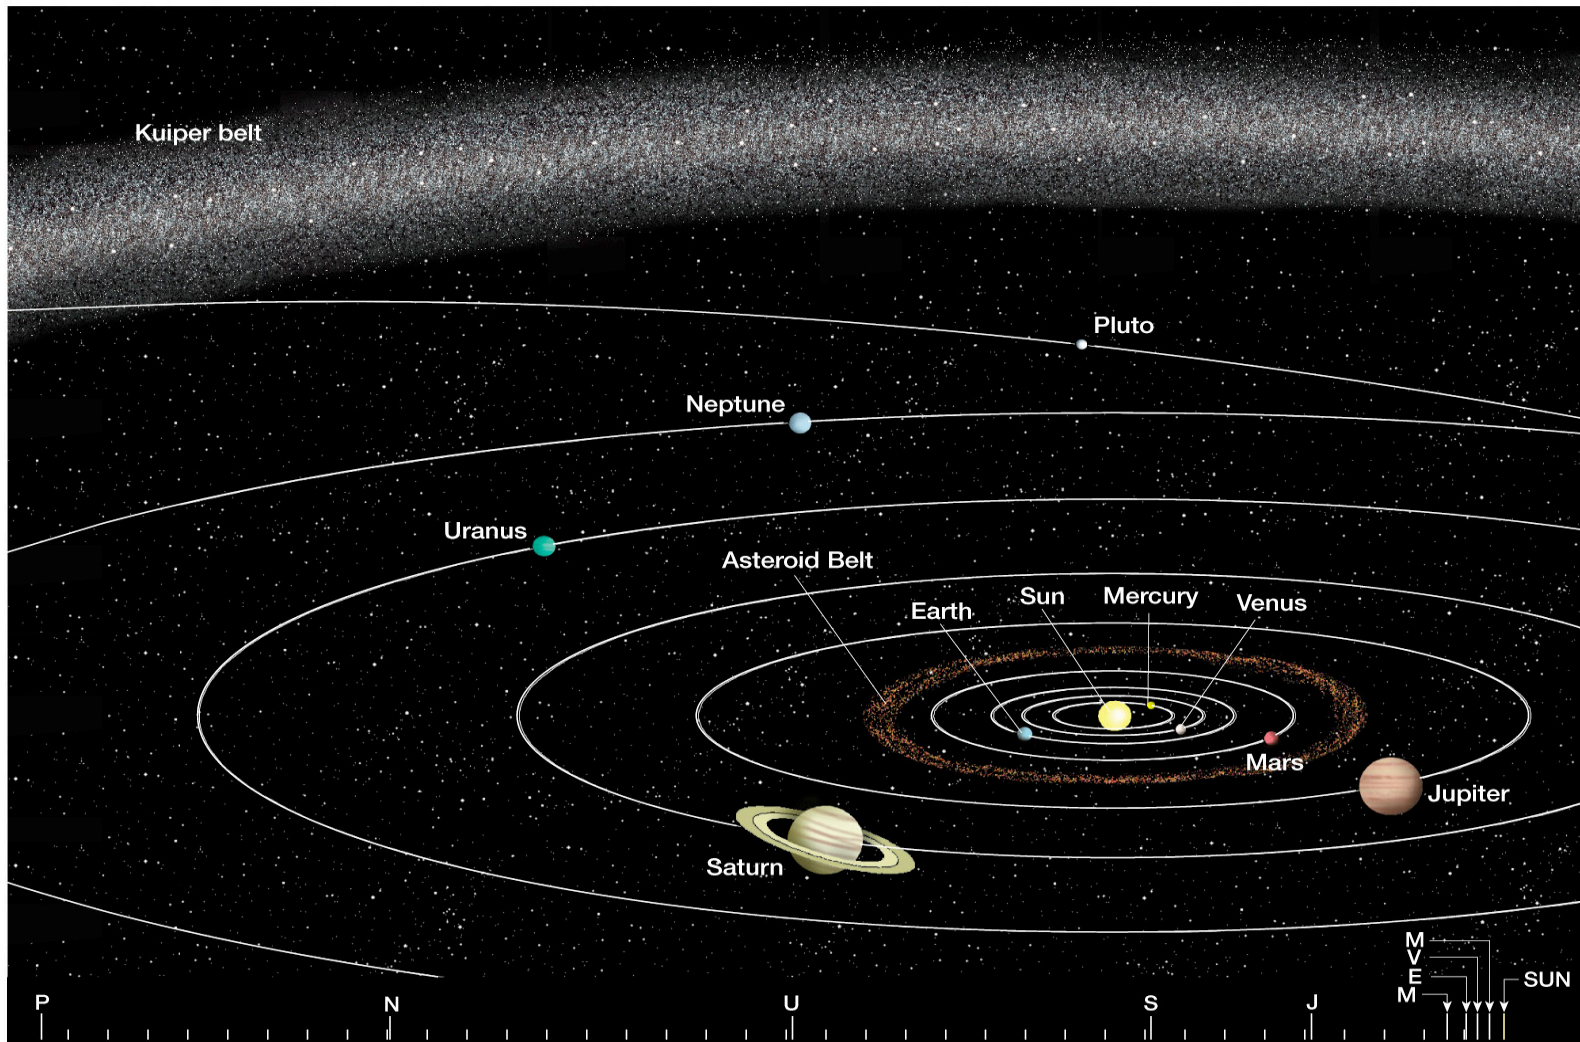 Kuiper belt
Pluto
Neptune
Uranus
Asteroid Belt
Earth
Sun
Mercury
Venus
Mars
Jupiter
Saturn
M
V
E
M
SUN
P
N
U
S
J